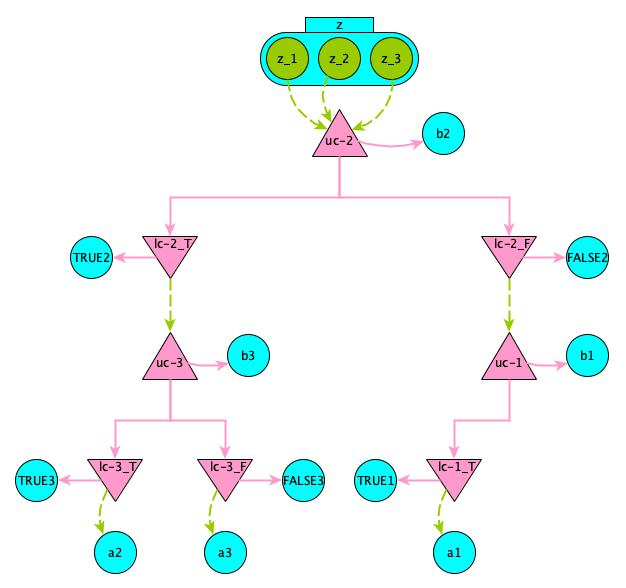 z
z_1 z_2 z_3
uc-2 b2
lc-2_T lc-2_F
TRUE2 FALSE2
uc-3 b3 uc-1 b1
lc-3_T lc-3_F lc-1_T
TRUE3 FALSE3 TRUE1
a2 a3 a1